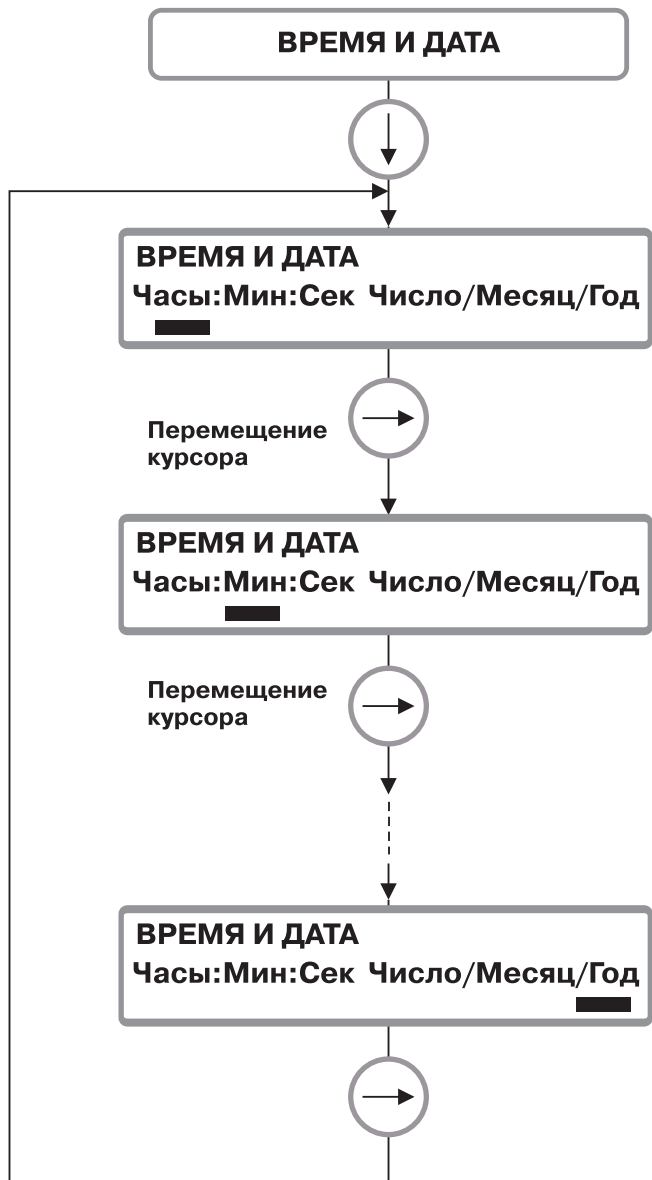 ВРЕМЯ И ДАТА
ВРЕМЯ И ДАТА
Часы:Мин:Сек Число/Месяц/Год
Перемещение
курсора
ВРЕМЯ И ДАТА
Часы:Мин:Сек Число/Месяц/Год
Перемещение
курсора
ВРЕМЯ И ДАТА
Часы:Мин:Сек Число/Месяц/Год